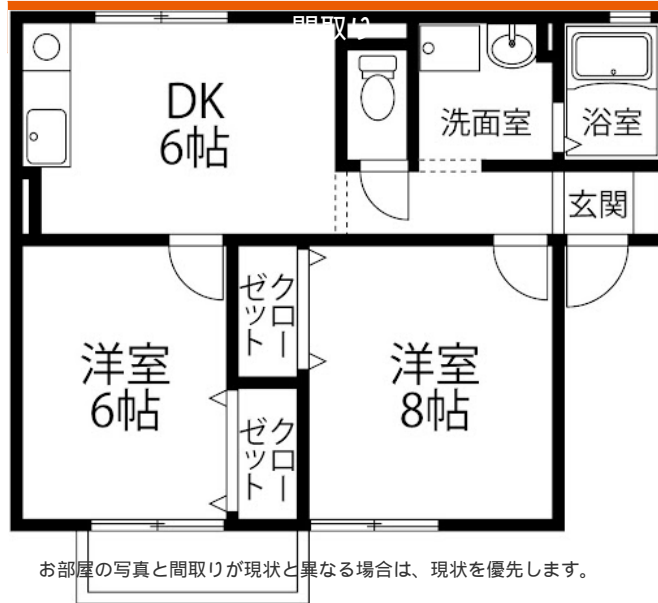 間取り
DK
6帖
洗面室
浴室
玄関
クロー
ゼット
洋室
6帖
洋室
8帖
クロー
ゼット
お部屋の写真と間取りが現状と異なる場合は、現状を優先します。